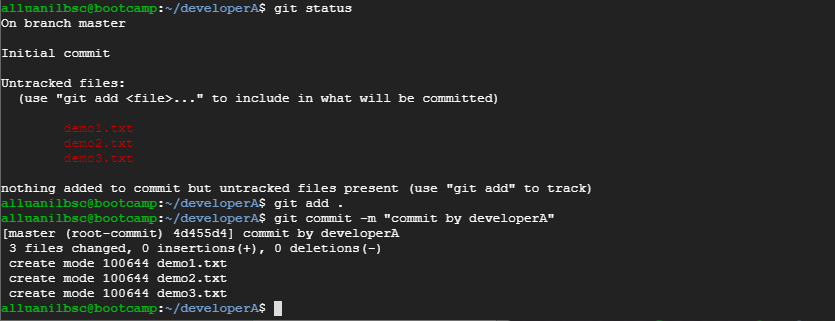 alluanilbsc@bootcamp:~/developerA$ git status
On branch master
Initial commit
Untracked files:
(use "git add <file>..." to include in what will be committed)
demo1.txt
demo2.txt
demo3.txt
nothing added to commit but untracked files present (use "git add" to track)
alluanilbsc@bootcamp:~/developerA$ git add .
alluanilbsc@bootcamp:~/developerA$ git commit -m "commit by developerA"
[master (root-commit) 4d455d4] commit by developerA
3 files changed, 0 insertions(+), 0 deletions(-)
create mode 100644 demo1.txt
create mode 100644 demo2.txt
create mode 100644 demo3.txt
alluanilbsc@bootcamp:~/developerA$